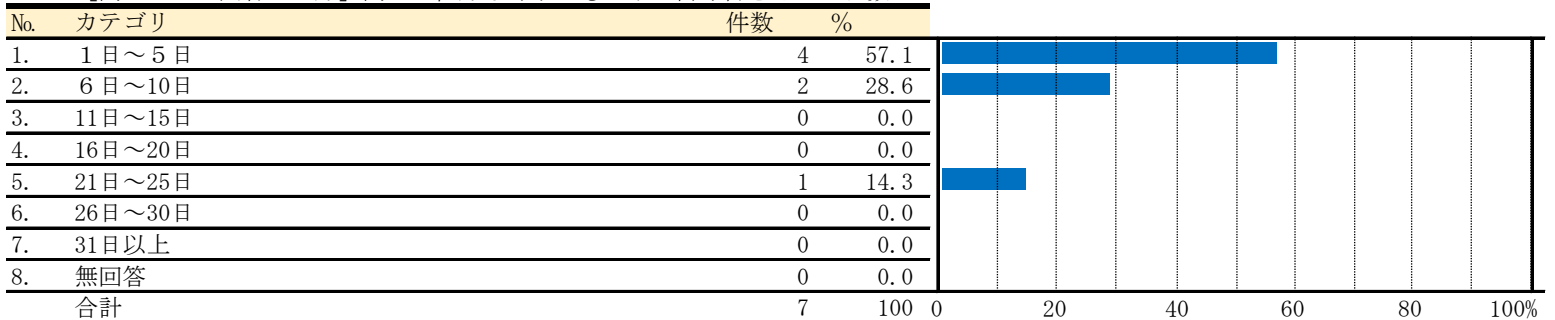 № カテゴリ 件数 %
1. 1日～5日 4 57.1
2. 6日～10日 2 28.6
3. 11日～15日 0 0.0
4. 16日～20日 0 0.0
5. 21日～25日 1 14.3
6. 26日～30日 0 0.0
7. 31日以上 0 0.0
8. 無回答 0 0.0
合計 7 100 0 20 40 60 80 100%